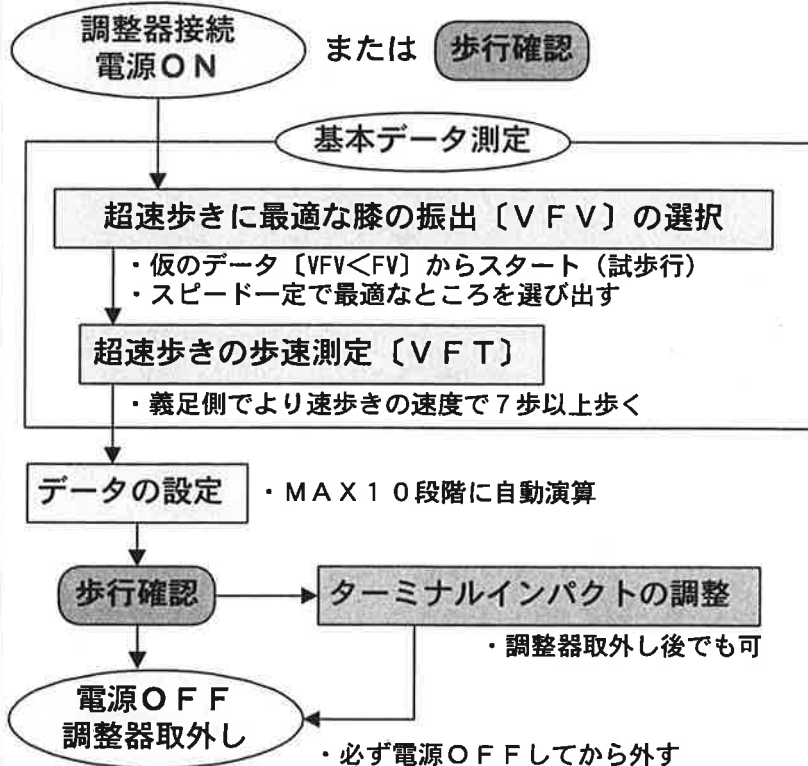 調整器接続
電源ON
または
歩行確認
基本データ測定
超速歩きに最適な膝の振出〔VFV〕の選択
・仮のデータ〔VFV<FV〕からスタート(試歩行)
・スピード一定で最適なところを選び出す
超速歩きの歩速測定〔VFT〕
・義足側でより速歩きの速度で7歩以上歩く
データの設定
・MAX10段階に自動演算
歩行確認
ターミナルインパクトの調整
・調整器取外し後でも可
電源OFF
調整器取外し
・必ず電源OFFしてから外す